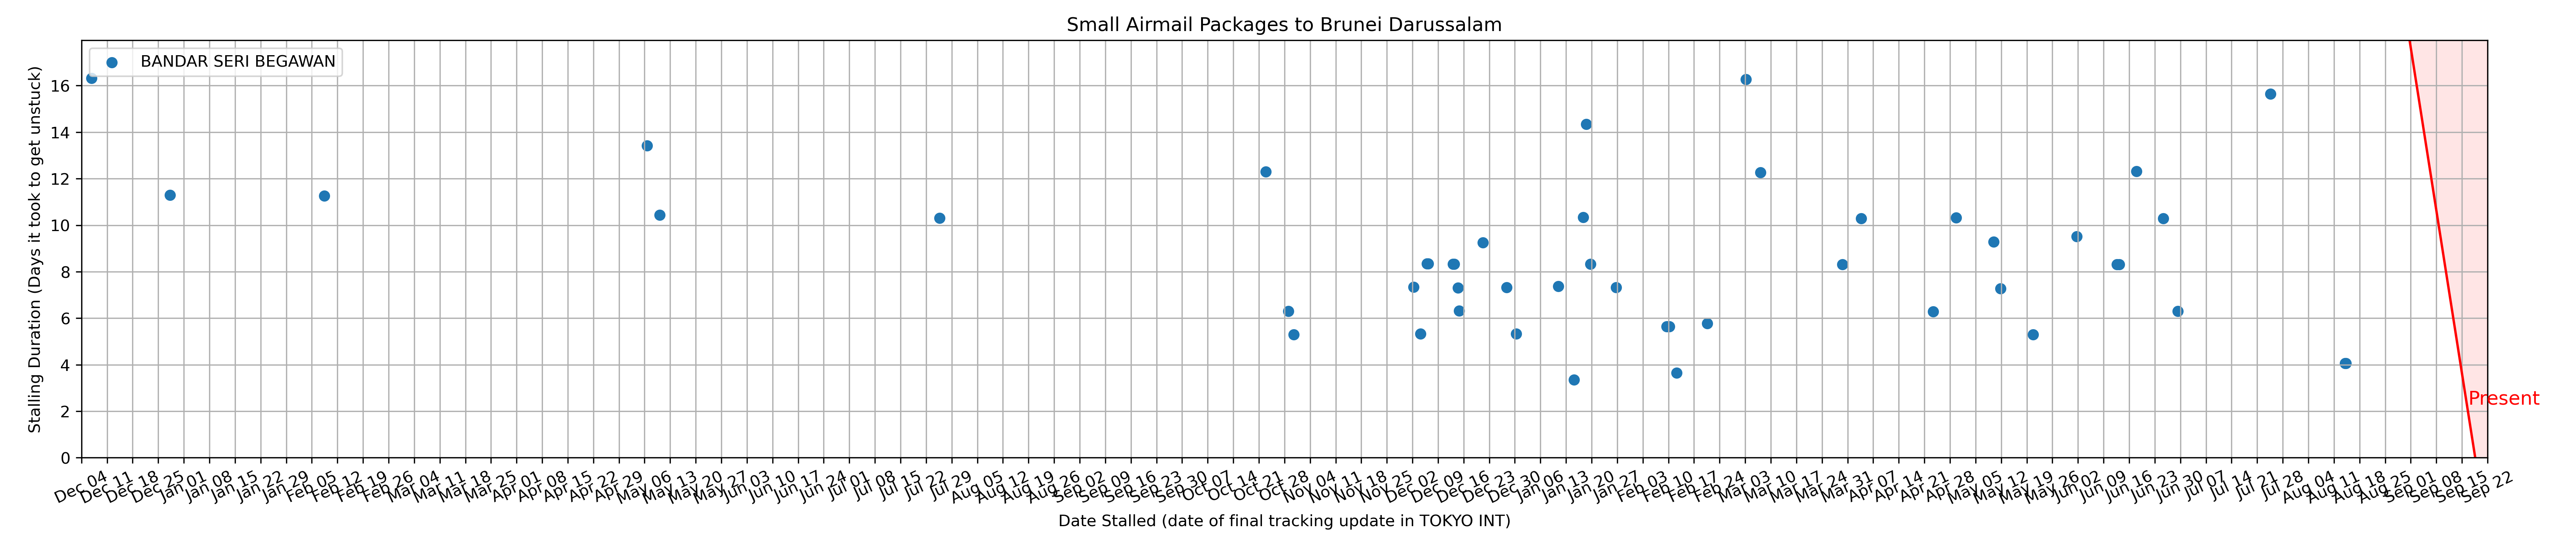 Small Airmail Packages to Brunei Darussalam
BANDAR SERI BEGAWAN
Stalling Duration (Days it took to get unstuck)
16
14
12
10
8
6
4
2
0
Present
Dec 04 Dec 11 Dec 18 Dec 25 Jan 01 Jan 08 Jan 15 Jan 22 Jan 29 Feb 05 Feb 12 Feb 19 Feb 26 Mar 04 Mar 11 Mar 18 Mar 25 Apr 01 Apr 08 Apr 15 Apr 22 Apr 29 May 06 May 13 May 20 May 27 Jun 03 Jun 10 Jun 17 Jun 24 Jul 01 Jul 08 Jul 15 Jul 22 Jul 29 Aug 05 Aug 12 Aug 19 Aug 26 Sep 02 Sep 09 Sep 16 Sep 23 Sep 30 Oct 07 Oct 14 Oct 21 Oct 28 Nov 04 Nov 11 Nov 18 Nov 25 Dec 02 Dec 09 Dec 16 Dec 23 Dec 30 Jan 06 Jan 13 Jan 20 Jan 27 Feb 03 Feb 10 Feb 17 Feb 24 Mar 03 Mar 10 Mar 17 Mar 24 Mar 31 Apr 07 Apr 14 Apr 21 Apr 28 May 05 May 12 May 19 May 26 Jun 02 Jun 09 Jun 16 Jun 23 Jun 30 Jul 07 Jul 14 Jul 21 Jul 28 Aug 04 Aug 11 Aug 18 Aug 25 Sep 01 Sep 08 Sep 15 Sep 22
Date Stalled (date of final tracking update in TOKYO INT)